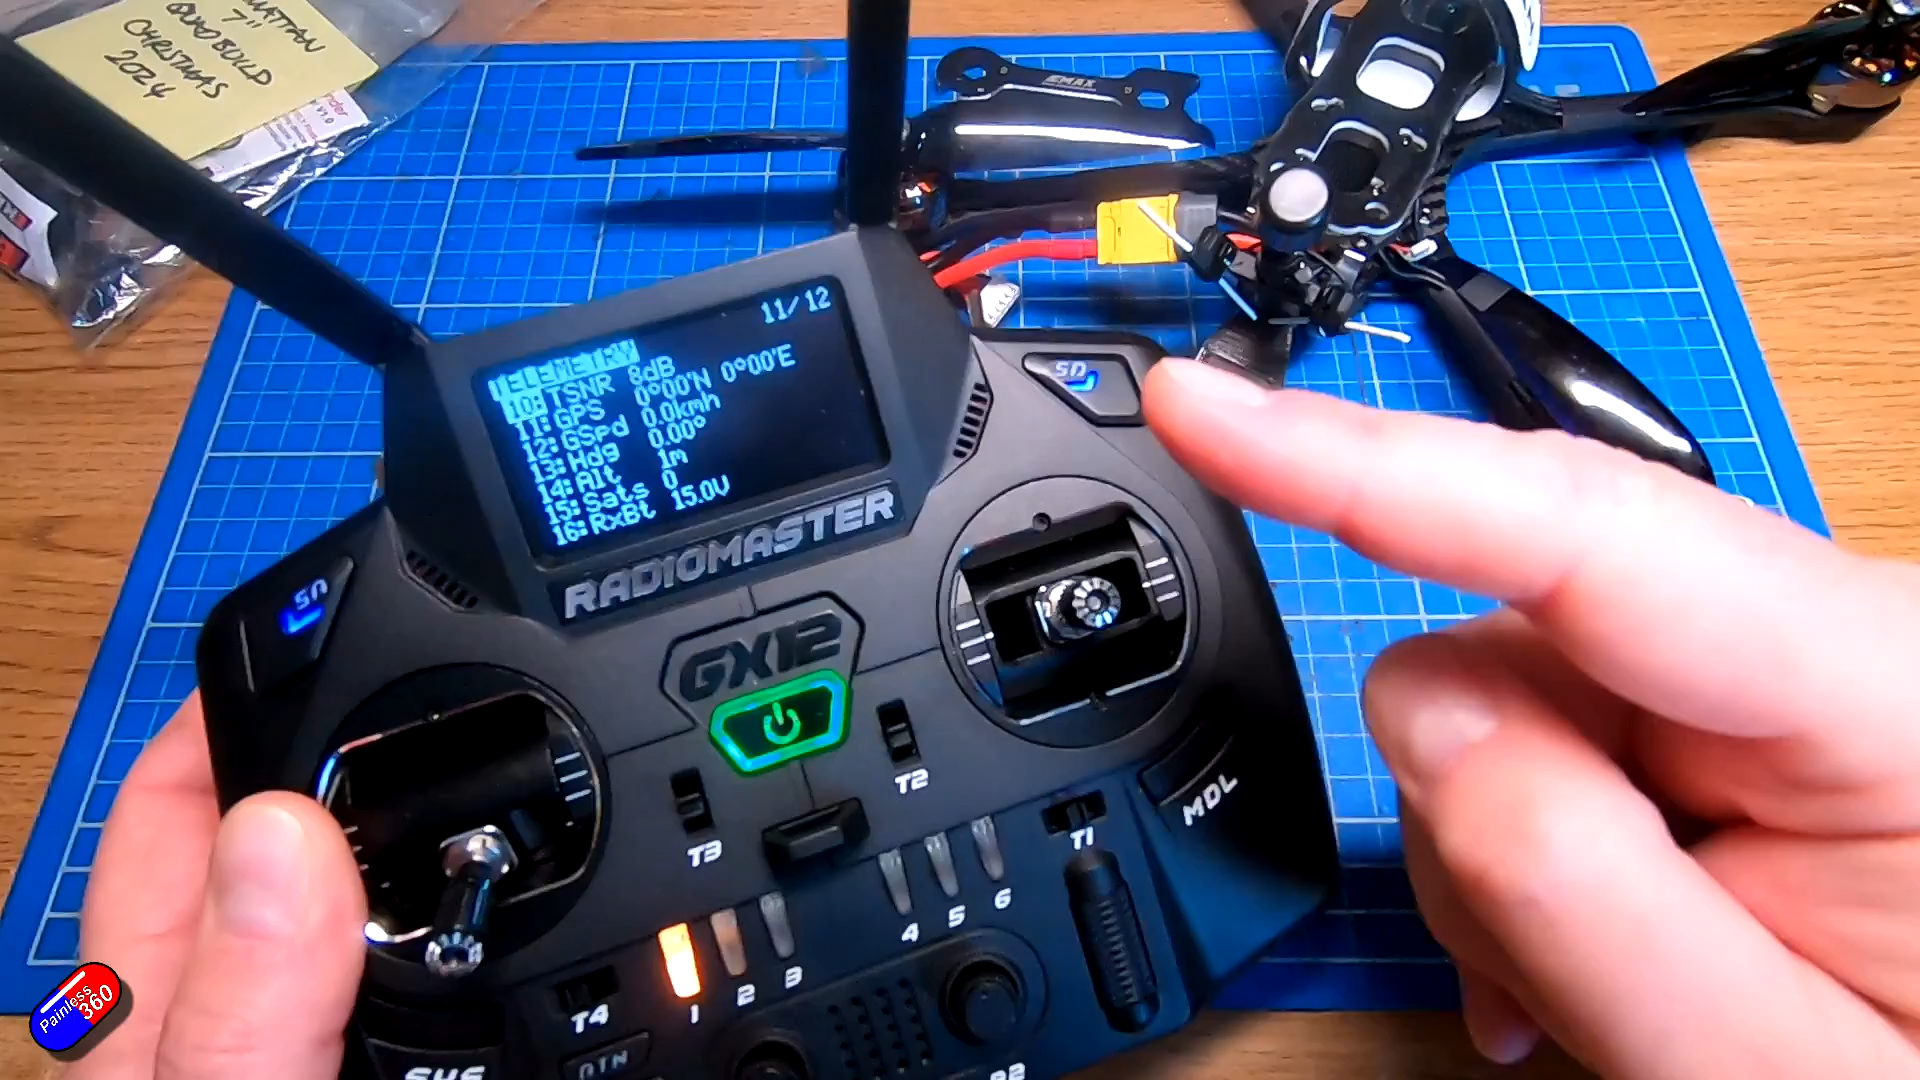 7"
QUAD BUILD
CHRISTMAS
2024
EMAX
11/12
TELEMETRY
10:TSNR 8dB
11:GPS 0°00'N 0°00'E
12:GSpd 0.0kmh
13:Hdg 0.00°
14:Alt 1m
15:Sats 0
16:RxBt 15.0V
RADIOMASTER
GX12
T2
T3
T1
MDL
4 5 6
1 2 3
T4
SYS
Painless
360